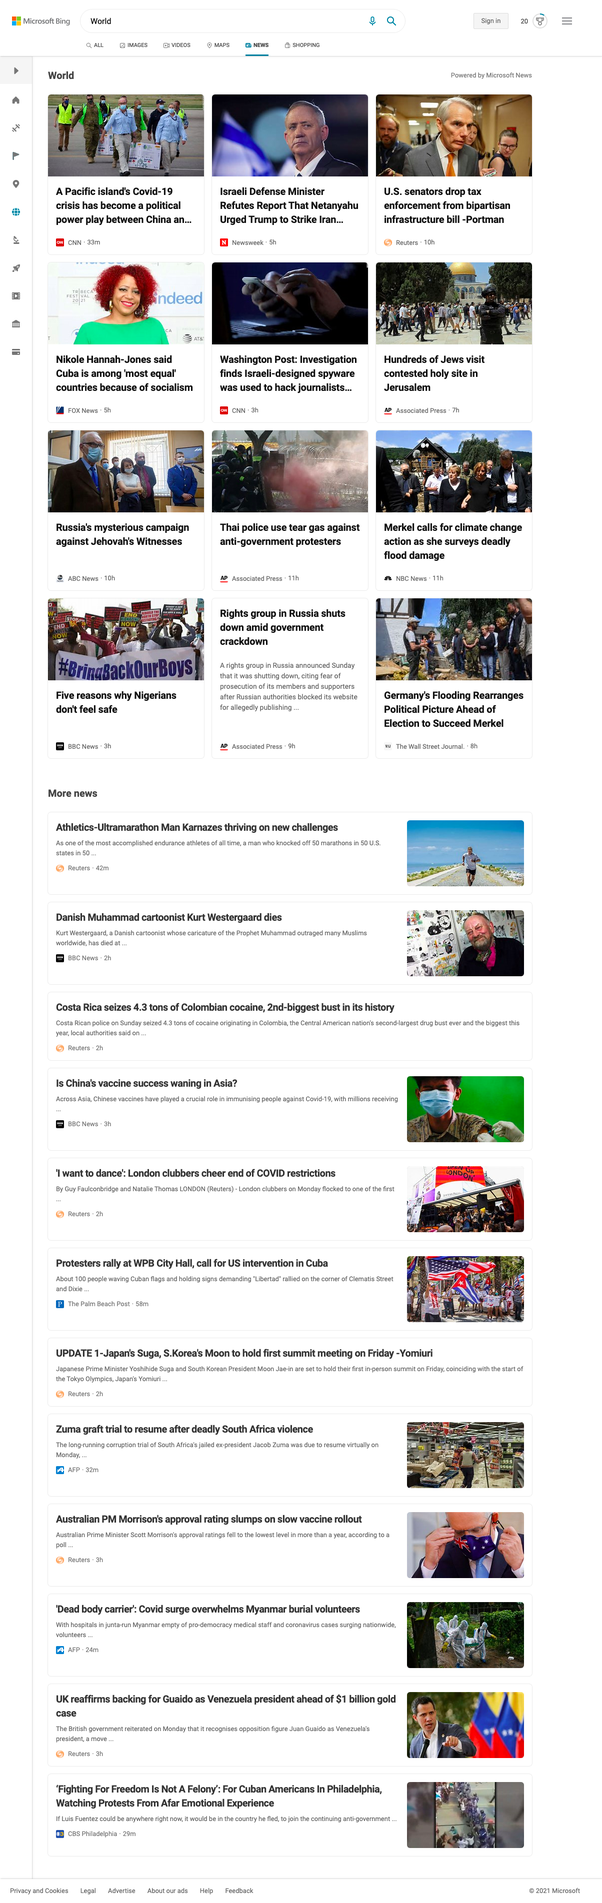 Microsoft Bing
World
Sign in
20
ALL
IMAGES
VIDEOS
MAPS
NEWS
SHOPPING
World
Powered by Microsoft News
A Pacific island's Covid-19
crisis has become a political
power play between China an...
CNN · 33m
Israeli Defense Minister
Refutes Report That Netanyahu
Urged Trump to Strike Iran...
Newsweek · 5h
U.S. senators drop tax
enforcement from bipartisan
infrastructure bill -Portman
Reuters · 10h
indeed
AT&T
Nikole Hannah-Jones said
Cuba is among 'most equal'
countries because of socialism
FOX News · 5h
Washington Post: Investigation
finds Israeli-designed spyware
was used to hack journalists...
CNN · 3h
Hundreds of Jews visit
contested holy site in
Jerusalem
AP Associated Press · 7h
Russia's mysterious campaign
against Jehovah's Witnesses
ABC News · 10h
Thai police use tear gas against
anti-government protesters
AP Associated Press · 11h
Merkel calls for climate change
action as she surveys deadly
flood damage
NBC News · 11h
#BringBackOurBoys
Five reasons why Nigerians
don't feel safe
BBC News · 3h
Rights group in Russia shuts
down amid government
crackdown
A rights group in Russia announced Sunday
that it was shutting down, citing fear of
prosecution of its members and supporters
after Russian authorities blocked its website
for allegedly publishing ...
AP Associated Press · 9h
Germany's Flooding Rearranges
Political Picture Ahead of
Election to Succeed Merkel
The Wall Street Journal. · 8h
More news
Athletics-Ultramarathon Man Karnazes thriving on new challenges
As one of the most accomplished endurance athletes of all time, a man who knocked off 50 marathons in 50 U.S.
states in 50 ...
Reuters · 42m
Danish Muhammad cartoonist Kurt Westergaard dies
Kurt Westergaard, a Danish cartoonist whose caricature of the Prophet Muhammad outraged many Muslims
worldwide, has died at ...
BBC News · 2h
Costa Rica seizes 4.3 tons of Colombian cocaine, 2nd-biggest bust in its history
Costa Rican police on Sunday seized 4.3 tons of cocaine originating in Colombia, the Central American nation's second-largest drug bust ever and the biggest this
year, local authorities said on ...
Reuters · 2h
Is China's vaccine success waning in Asia?
Across Asia, Chinese vaccines have played a crucial role in immunising people against Covid-19, with millions receiving
...
BBC News · 3h
'I want to dance': London clubbers cheer end of COVID restrictions
By Guy Faulconbridge and Natalie Thomas LONDON (Reuters) - London clubbers on Monday flocked to one of the first
...
Reuters · 2h
LONDON
Protesters rally at WPB City Hall, call for US intervention in Cuba
About 100 people waving Cuban flags and holding signs demanding "Libertad" rallied on the corner of Clematis Street
and Dixie ...
The Palm Beach Post · 58m
UPDATE 1-Japan's Suga, S.Korea's Moon to hold first summit meeting on Friday -Yomiuri
Japanese Prime Minister Yoshihide Suga and South Korean President Moon Jae-in are set to hold their first in-person summit on Friday, coinciding with the start of
the Tokyo Olympics, Japan's Yomiuri ...
Reuters · 2h
Zuma graft trial to resume after deadly South Africa violence
The long-running corruption trial of South Africa's jailed ex-president Jacob Zuma was due to resume virtually on
Monday, ...
AFP · 32m
Australian PM Morrison's approval rating slumps on slow vaccine rollout
Australian Prime Minister Scott Morrison's approval ratings fell to the lowest level in more than a year, according to a
poll ...
Reuters · 3h
'Dead body carrier': Covid surge overwhelms Myanmar burial volunteers
With hospitals in junta-run Myanmar empty of pro-democracy medical staff and coronavirus cases surging nationwide,
volunteers ...
AFP · 24m
UK reaffirms backing for Guaido as Venezuela president ahead of $1 billion gold
case
The British government reiterated on Monday that it recognises opposition figure Juan Guaido as Venezuela's
president, a move ...
Reuters · 3h
'Fighting For Freedom Is Not A Felony': For Cuban Americans In Philadelphia,
Watching Protests From Afar Emotional Experience
If Luis Fuentez could be anywhere right now, it would be in the country he fled, to join the continuing anti-government ...
CBS Philadelphia · 29m
Privacy and Cookies
Legal
Advertise
About our ads
Help
Feedback
© 2021 Microsoft